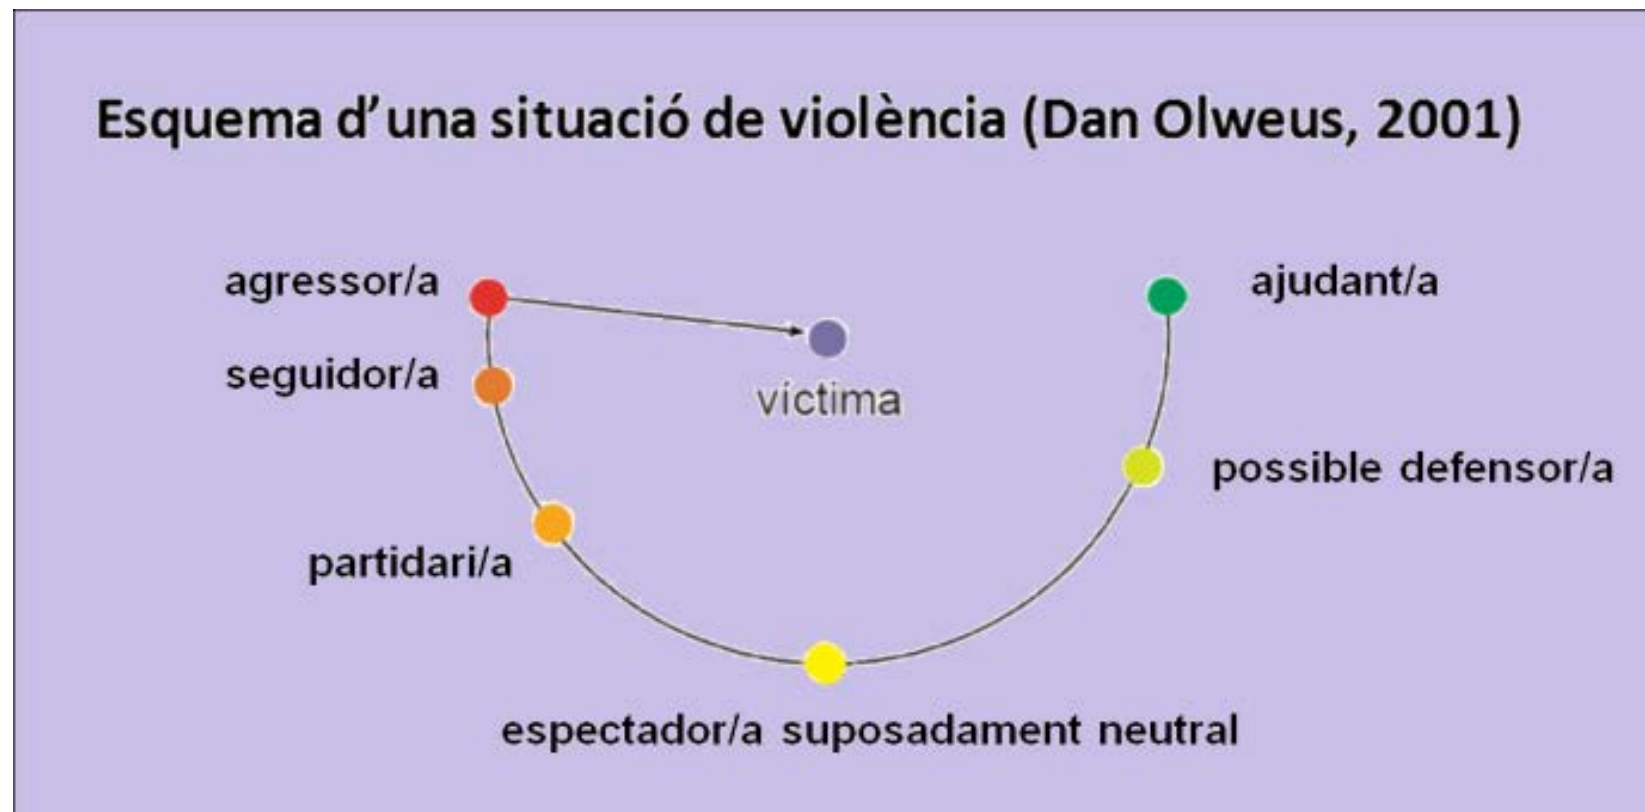 Esquema d'una situació de violència (Dan Olweus, 2001)
agressor/a
ajudant/a
seguidor/a
víctima
possible defensor/a
partidari/a
espectador/a suposadament neutral